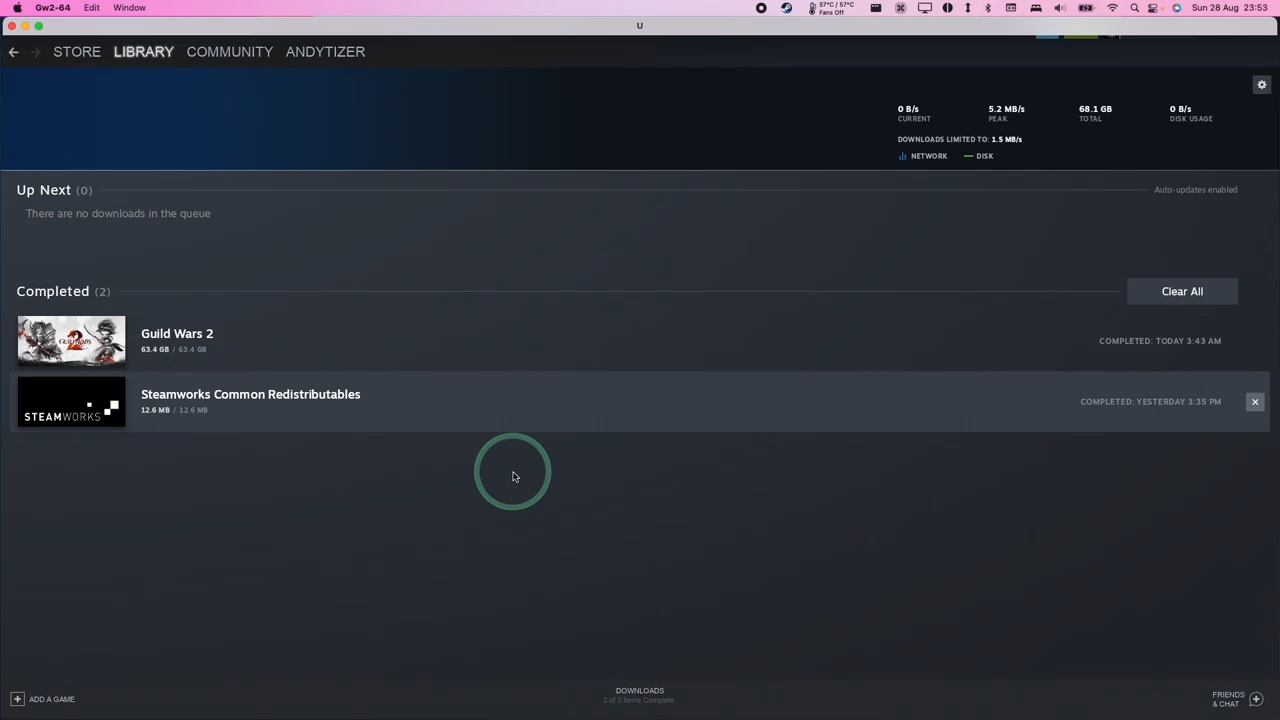 Gw2-64 Edit Window 57°C / 57°C Fans Off Sun 28 Aug 23:53
U
STORE LIBRARY COMMUNITY ANDYTIZER
0 B/s 5.2 MB/s 68.1 GB 0 B/s
CURRENT PEAK TOTAL DISK USAGE
DOWNLOADS LIMITED TO: 1.5 MB/s
NETWORK DISK
Up Next (0) Auto-updates enabled
There are no downloads in the queue
Completed (2) Clear All
GUILD WARS 2
Guild Wars 2
63.4 GB / 63.4 GB
COMPLETED: TODAY 3:43 AM
STEAMWORKS
Steamworks Common Redistributables
12.6 MB / 12.6 MB
COMPLETED: YESTERDAY 3:35 PM
ADD A GAME
DOWNLOADS
2 of 2 Items Complete
FRIENDS
& CHAT